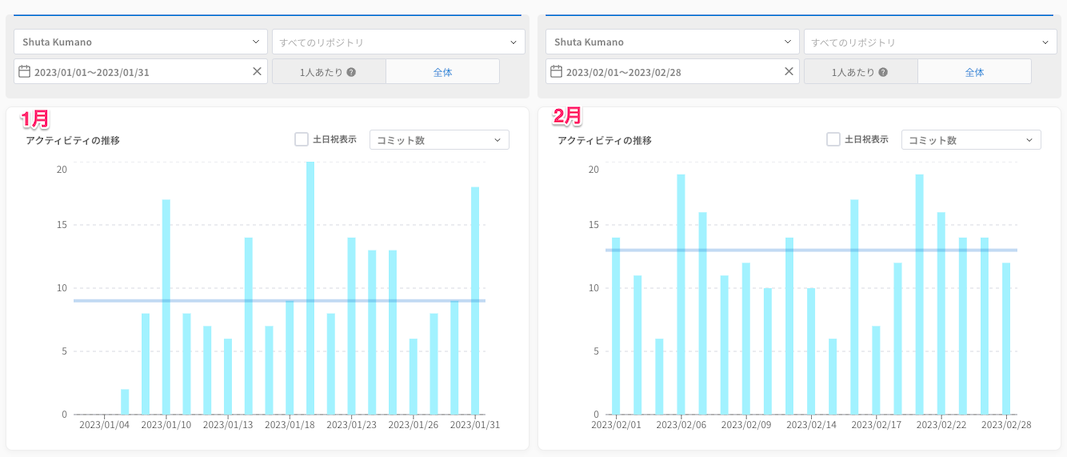 Shuta Kumano
すべてのリポジトリ
2023/01/01〜2023/01/31
1人あたり ?
全体
1月
アクティビティの推移
土日祝表示
コミット数
20
15
10
5
0
2023/01/04 2023/01/10 2023/01/13 2023/01/18 2023/01/23 2023/01/26 2023/01/31
Shuta Kumano
すべてのリポジトリ
2023/02/01〜2023/02/28
1人あたり ?
全体
2月
アクティビティの推移
土日祝表示
コミット数
20
15
10
5
0
2023/02/01 2023/02/06 2023/02/09 2023/02/14 2023/02/17 2023/02/22 2023/02/28